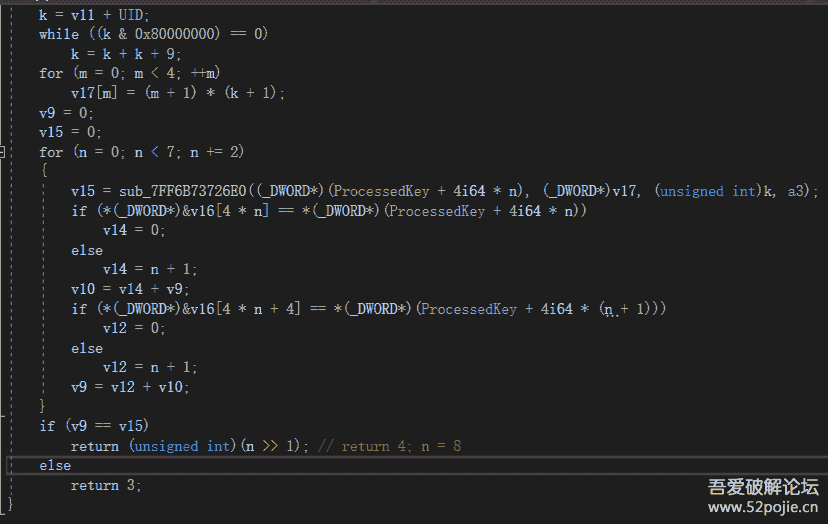 k = v11 + UID;
while ((k & 0x80000000) == 0)
k = k + k + 9;
for (m = 0; m < 4; ++m)
v17[m] = (m + 1) * (k + 1);
v9 = 0;
v15 = 0;
for (n = 0; n < 7; n += 2)
{
v15 = sub_7FF6B73726E0((_DWORD*)(ProcessedKey + 4i64 * n), (_DWORD*)v17, (unsigned int)k, a3);
if (*(_DWORD*)&v16[4 * n] == *(_DWORD*)(ProcessedKey + 4i64 * n))
v14 = 0;
else
v14 = n + 1;
v10 = v14 + v9;
if (*(_DWORD*)&v16[4 * n + 4] == *(_DWORD*)(ProcessedKey + 4i64 * (n + 1)))
v12 = 0;
else
v12 = n + 1;
v9 = v12 + v10;
}
if (v9 == v15)
return (unsigned int)(n >> 1); // return 4; n = 8
else
return 3;
}
吾爱破解论坛
www.52pojie.cn